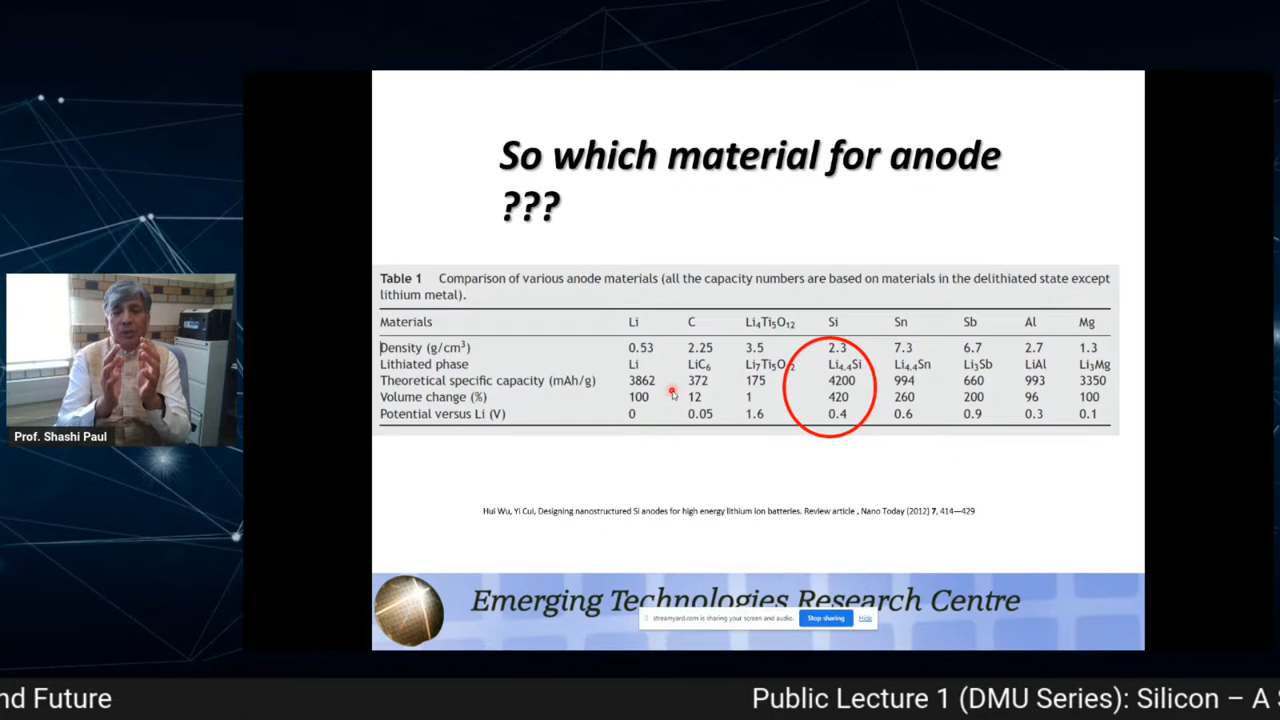 So which material for anode
???
Table 1 Comparison of various anode materials (all the capacity numbers are based on materials in the delithiated state except
lithium metal).
Materials Li C Li₄Ti₅O₁₂ Si Sn Sb Al Mg
Density (g/cm³) 0.53 2.25 3.5 2.3 7.3 6.7 2.7 1.3
Lithiated phase Li LiC₆ Li₇Ti₅O₁₂ Li₄.₄Si Li₄.₄Sn Li₃Sb LiAl Li₃Mg
Theoretical specific capacity (mAh/g) 3862 372 175 4200 994 660 993 3350
Volume change (%) 100 12 1 420 260 200 96 100
Potential versus Li (V) 0 0.05 1.6 0.4 0.6 0.9 0.3 0.1
Prof. Shashi Paul
Hui Wu, Yi Cui, Designing nanostructured Si anodes for high energy lithium ion batteries. Review article , Nano Today (2012) 7, 414—429
Emerging Technologies Research Centre
streamyard.com is sharing your screen and audio. Stop sharing Hide
nd Future Public Lecture 1 (DMU Series): Silicon – A S